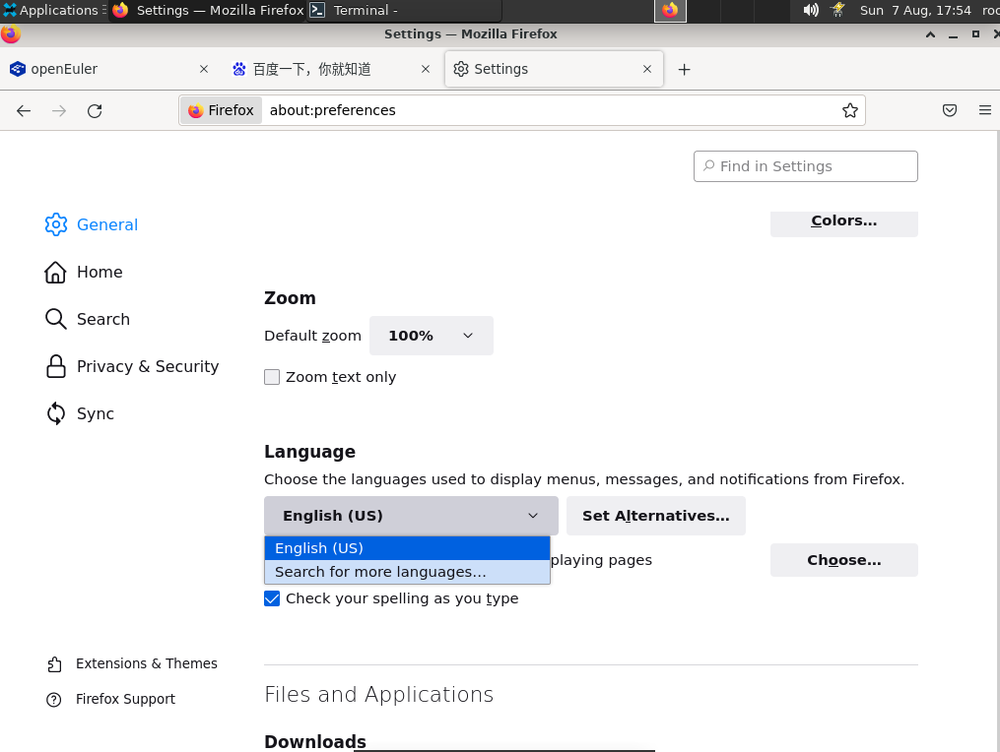 Applications
Settings — Mozilla Firefox
Terminal -
Sun 7 Aug, 17:54
roo
Settings — Mozilla Firefox
openEuler
百度一下，你就知道
Settings
Firefox
about:preferences
Find in Settings
General
Home
Search
Privacy & Security
Sync
Extensions & Themes
Firefox Support
Colors...
Zoom
Default zoom
100%
Zoom text only
Language
Choose the languages used to display menus, messages, and notifications from Firefox.
English (US)
Set Alternatives...
English (US)
Search for more languages...
playing pages
Choose...
Check your spelling as you type
Files and Applications
Downloads